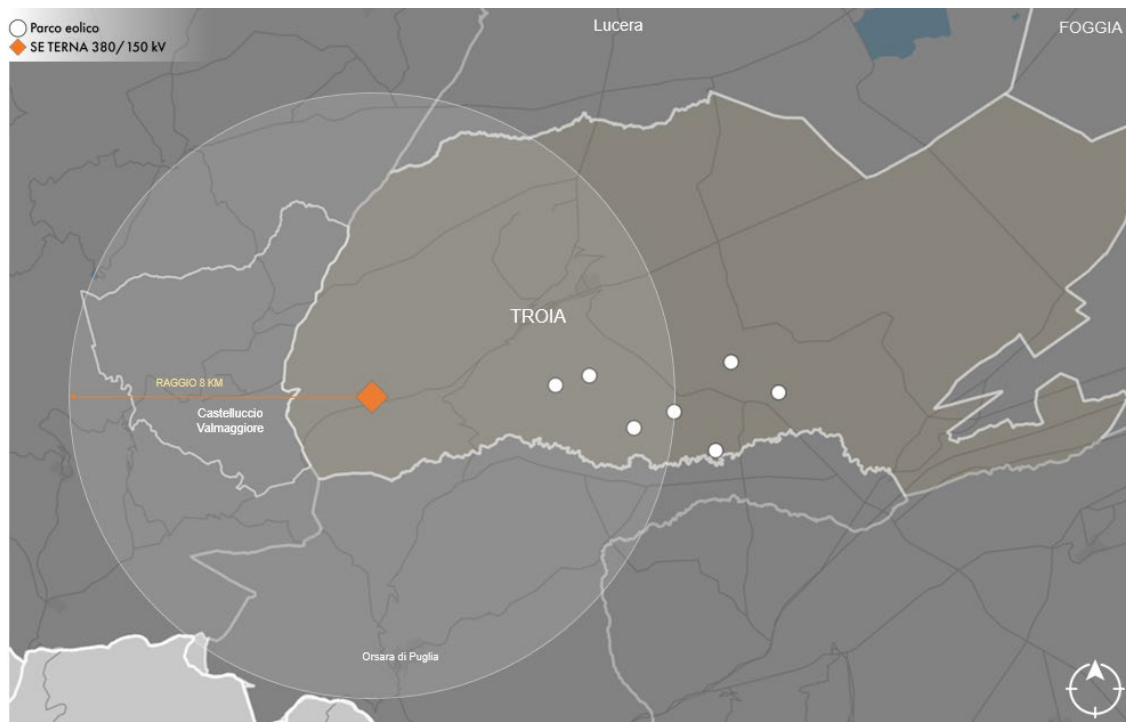 Parco eolico
SE TERNA 380/150 kV
Lucera
FOGGIA
TROIA
RAGGIO 8 KM
Castelluccio
Valmaggiore
Orsara di Puglia